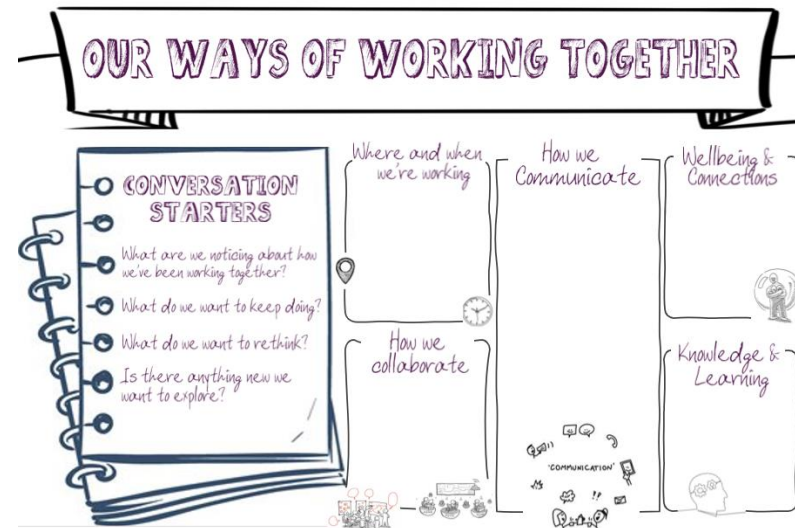 OUR WAYS OF WORKING TOGETHER
CONVERSATION
STARTERS
What are we noticing about how
we've been working together?
What do we want to keep doing?
What do we want to rethink?
Is there anything new we
want to explore?
Where and when
we're working
How we
collaborate
How we
Communicate
'COMMUNICATION'
!!
Wellbeing &
Connections
Knowledge &
Learning